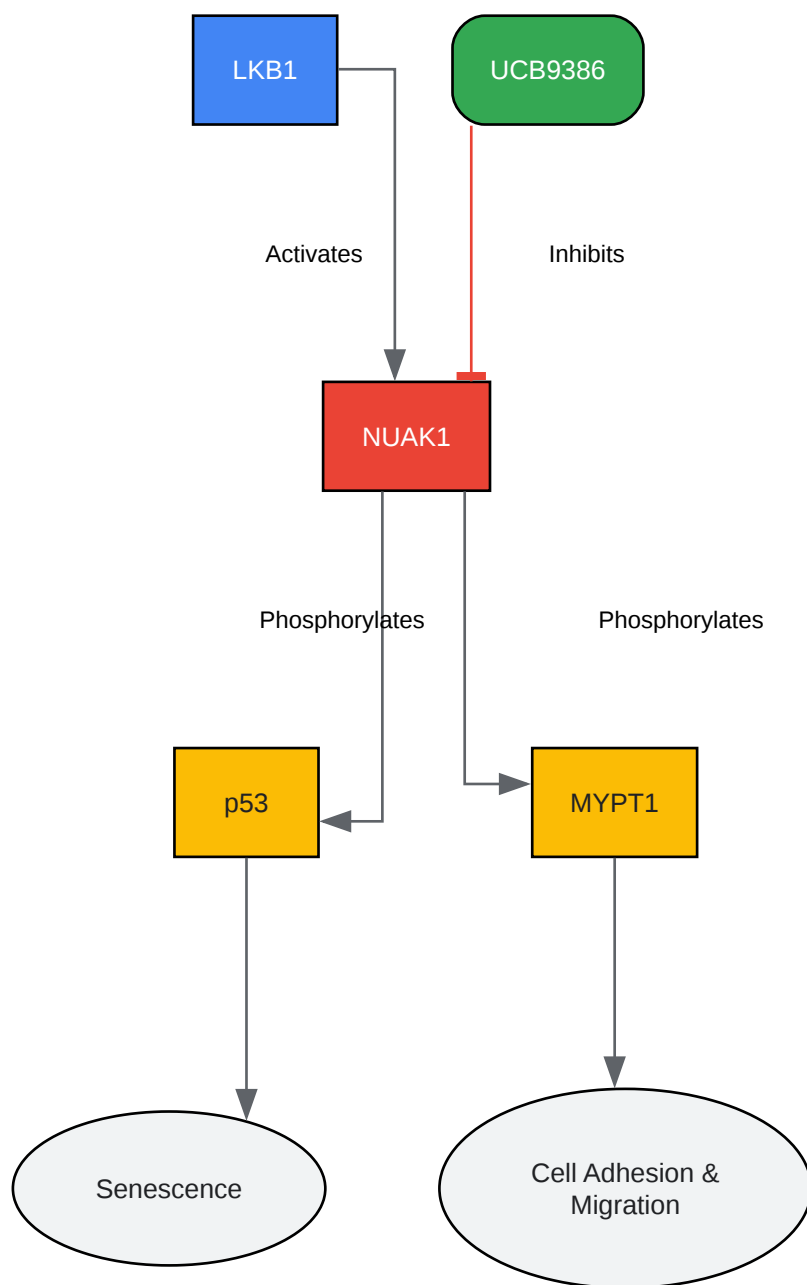 LKB1
UCB9386
Activates
Inhibits
NUAK1
Phosphorylates
Phosphorylates
p53
MYPT1
Senescence
Cell Adhesion &
Migration